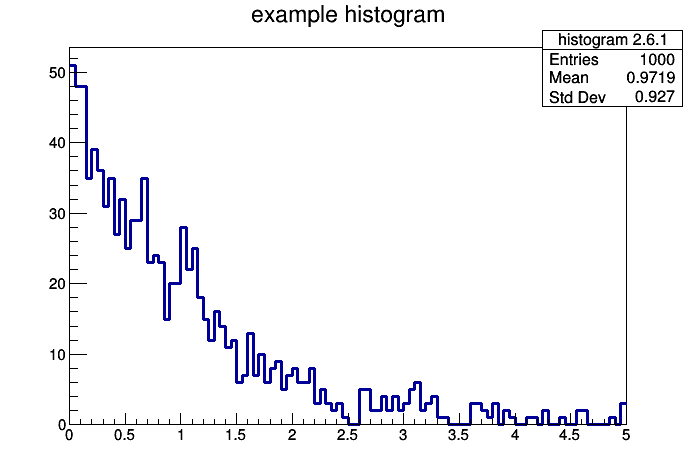 example histogram
histogram 2.6.1
Entries 1000
Mean 0.9719
Std Dev 0.927
50
40
30
20
10
0
0 0.5 1 1.5 2 2.5 3 3.5 4 4.5 5